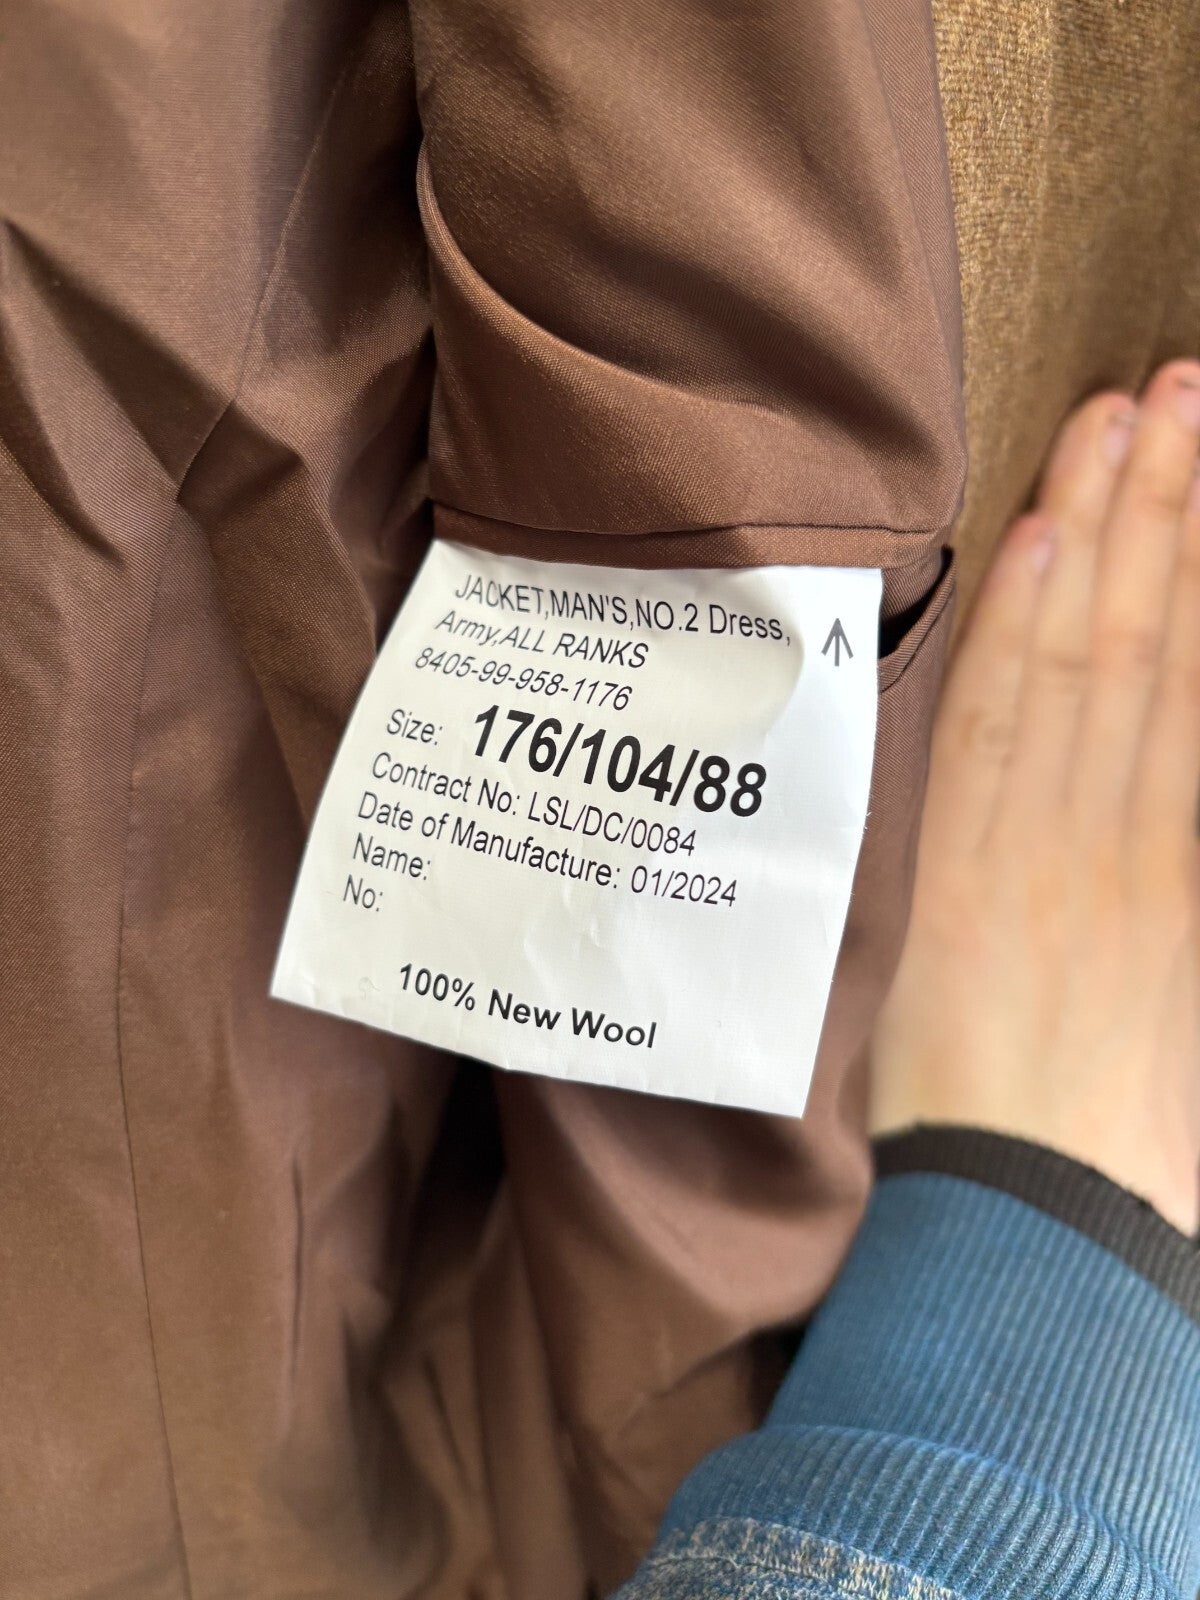 JACKET,MAN'S,NO.2 Dress,
Army,ALL RANKS
8405-99-958-1176
Size: 176/104/88
Contract No: LSL/DC/0084
Date of Manufacture: 01/2024
Name:
No:
100% New Wool